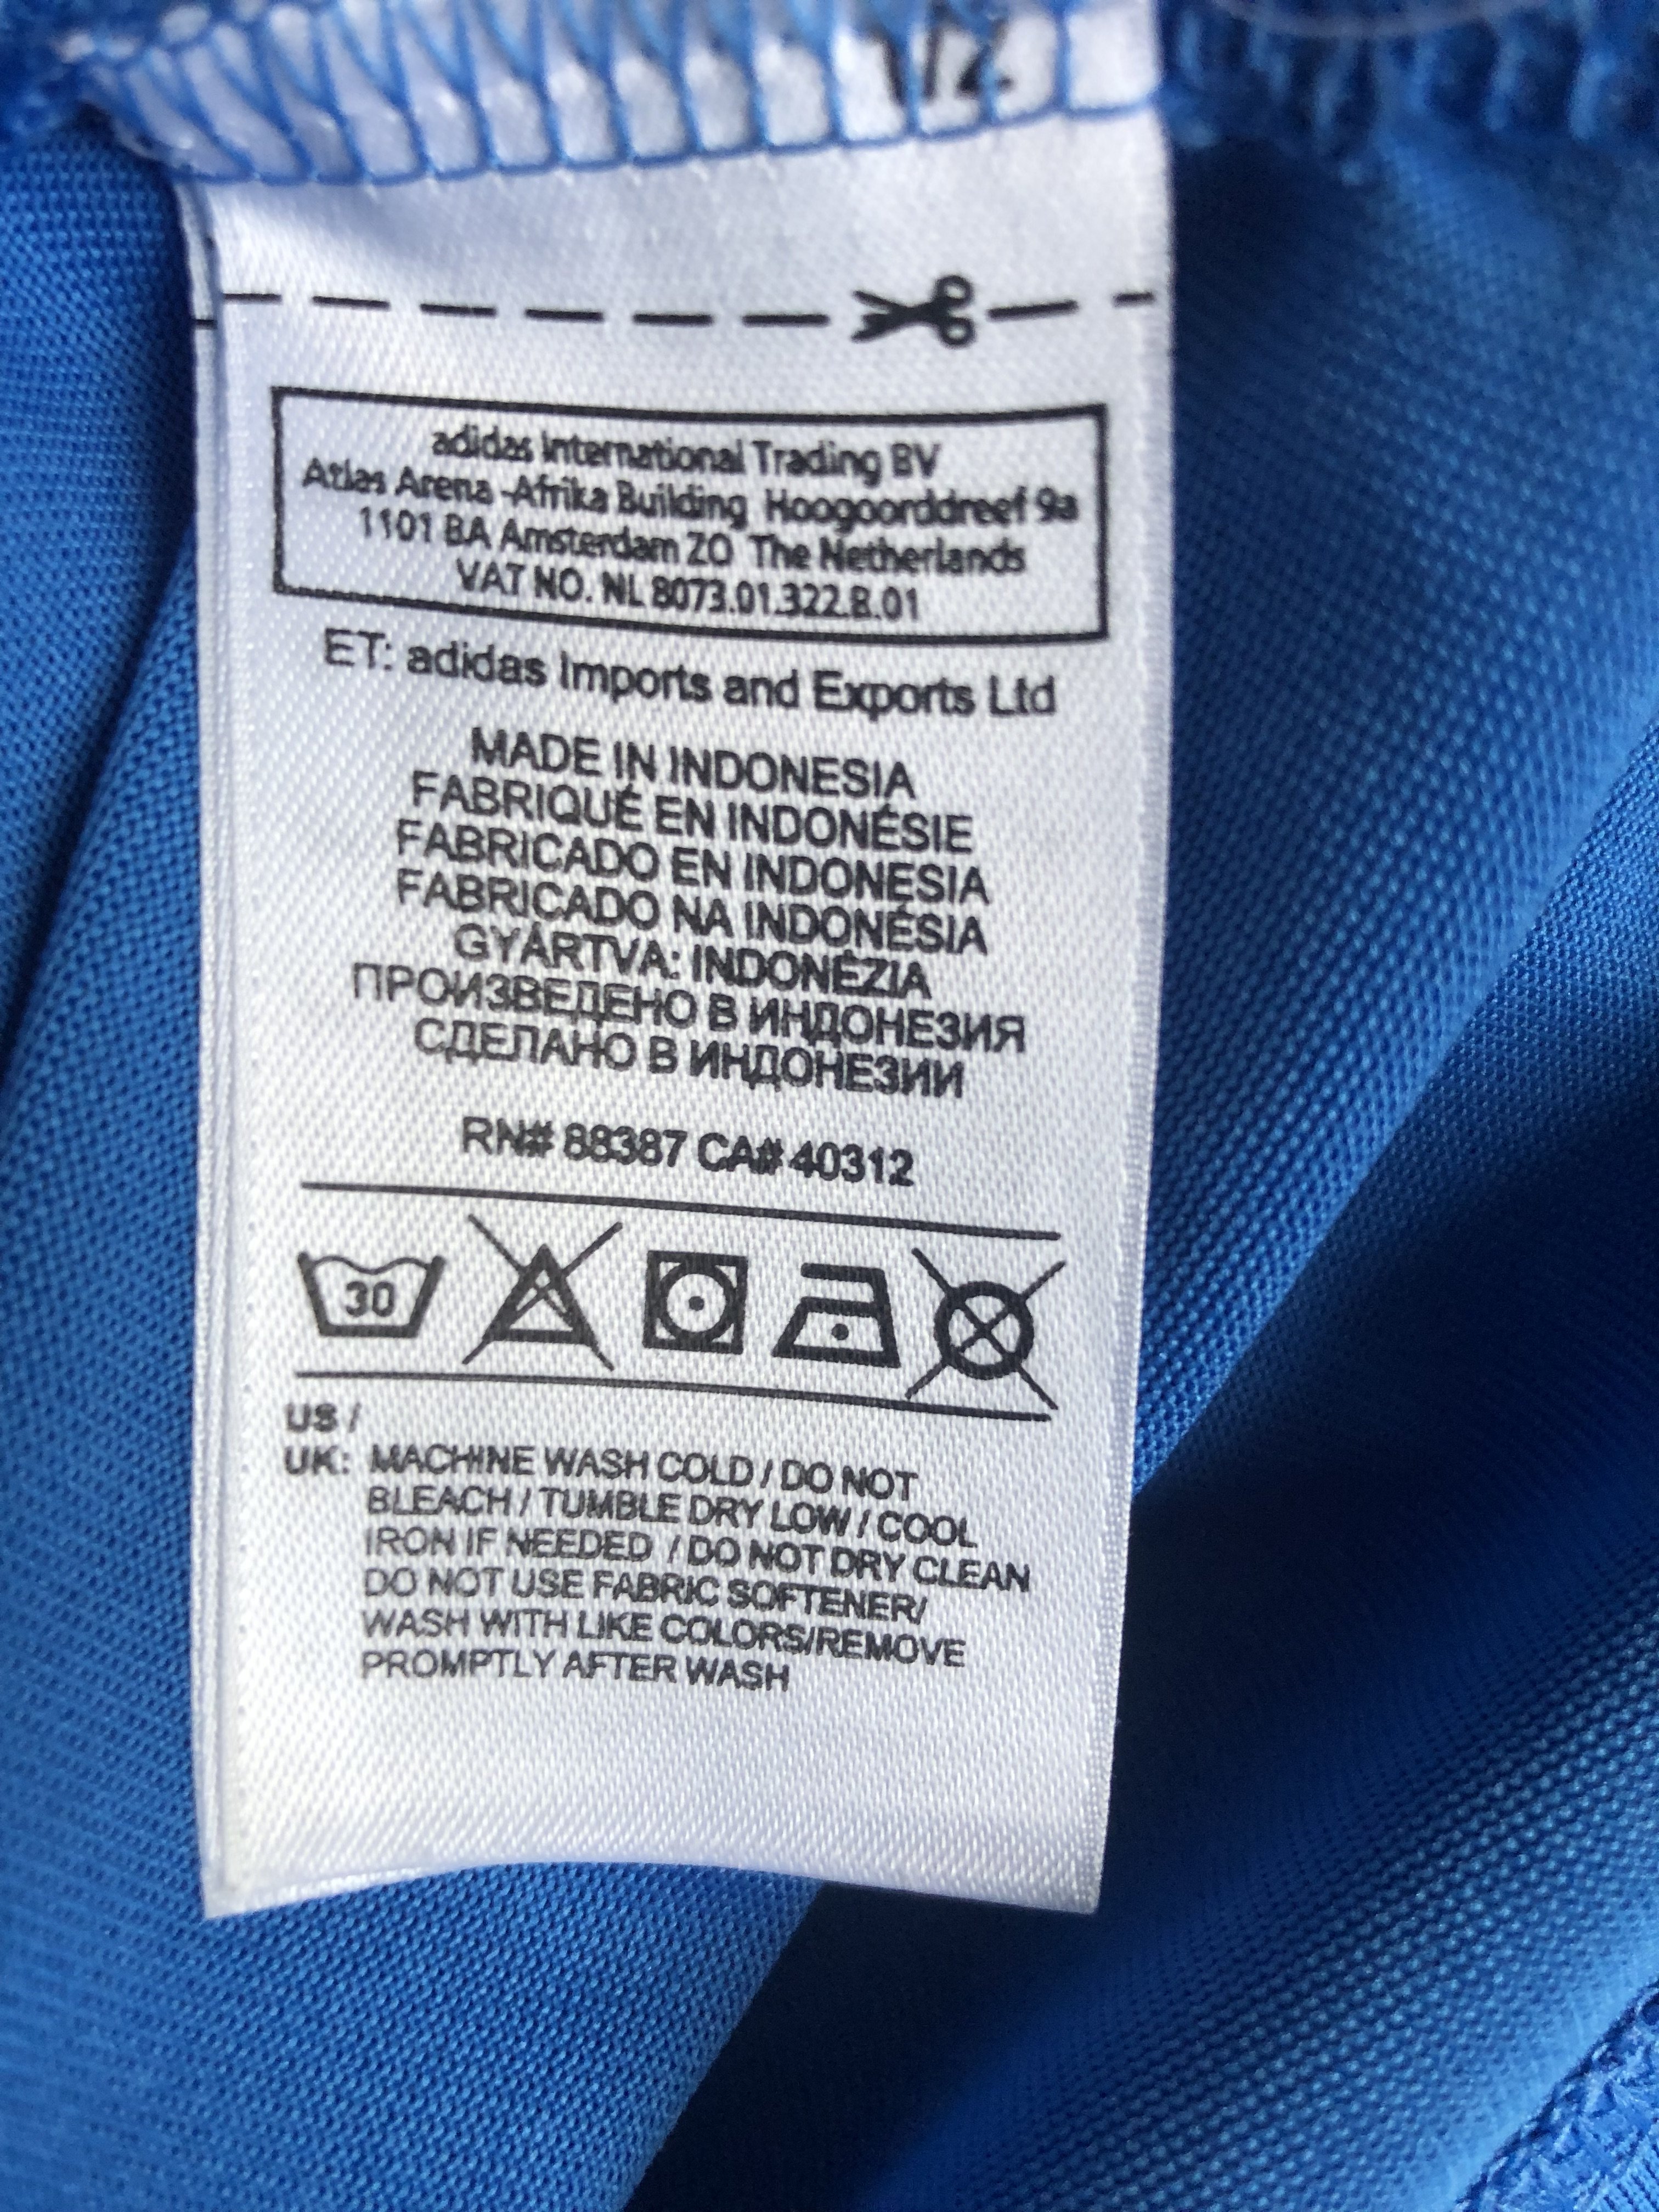 1/2
adidas International Trading BV
Atlas Arena -Afrika Building Hoogoorddreef 9a
1101 BA Amsterdam ZO The Netherlands
VAT NO. NL 8073.01.322.B.01
ET: adidas Imports and Exports Ltd
MADE IN INDONESIA
FABRIQUÉ EN INDONÉSIE
FABRICADO EN INDONESIA
FABRICADO NA INDONÉSIA
GYÁRTVA: INDONÉZIA
ПРОИЗВЕДЕНО В ИНДОНЕЗИЯ
СДЕЛАНО В ИНДОНЕЗИИ
RN# 88387 CA# 40312
30
US /
UK: MACHINE WASH COLD / DO NOT
BLEACH / TUMBLE DRY LOW / COOL
IRON IF NEEDED / DO NOT DRY CLEAN
DO NOT USE FABRIC SOFTENER/
WASH WITH LIKE COLORS/REMOVE
PROMPTLY AFTER WASH